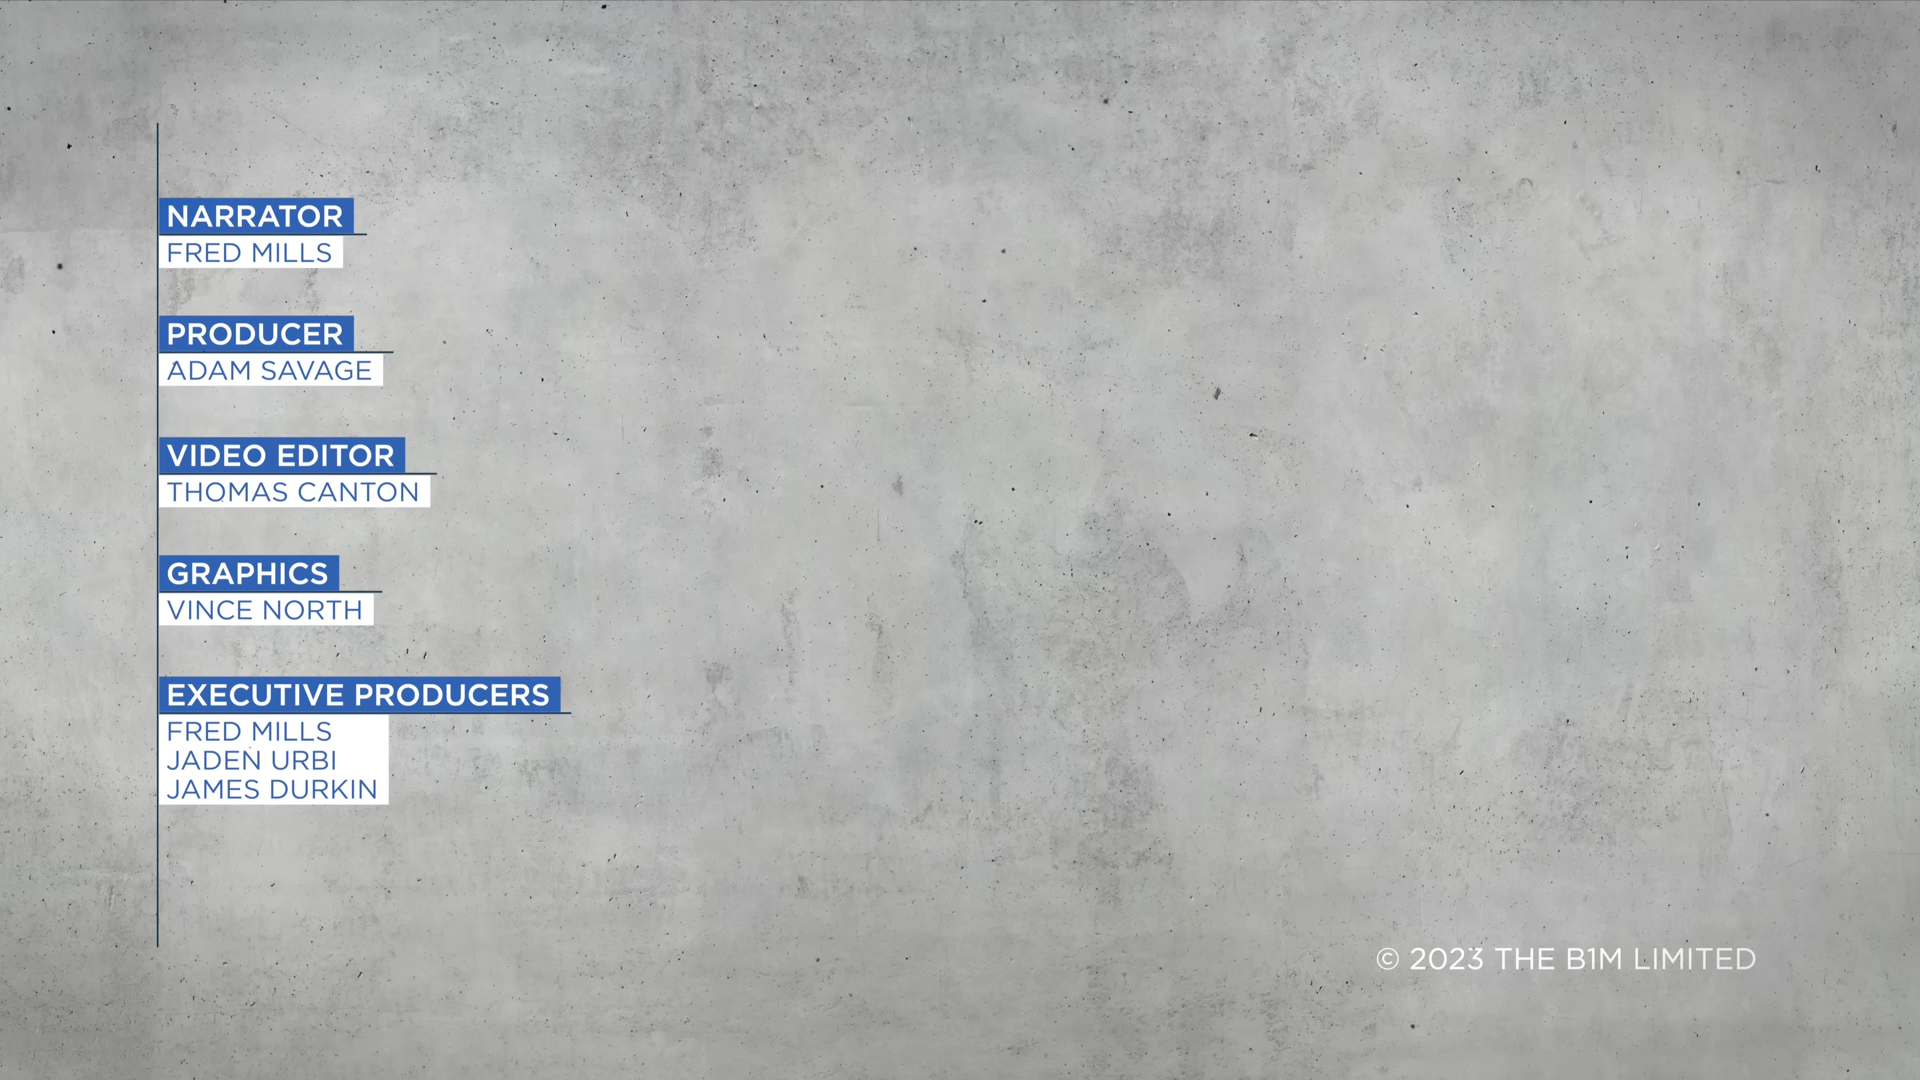 NARRATOR
FRED MILLS
PRODUCER
ADAM SAVAGE
VIDEO EDITOR
THOMAS CANTON
GRAPHICS
VINCE NORTH
EXECUTIVE PRODUCERS
FRED MILLS
JADEN URBI
JAMES DURKIN
© 2023 THE B1M LIMITED